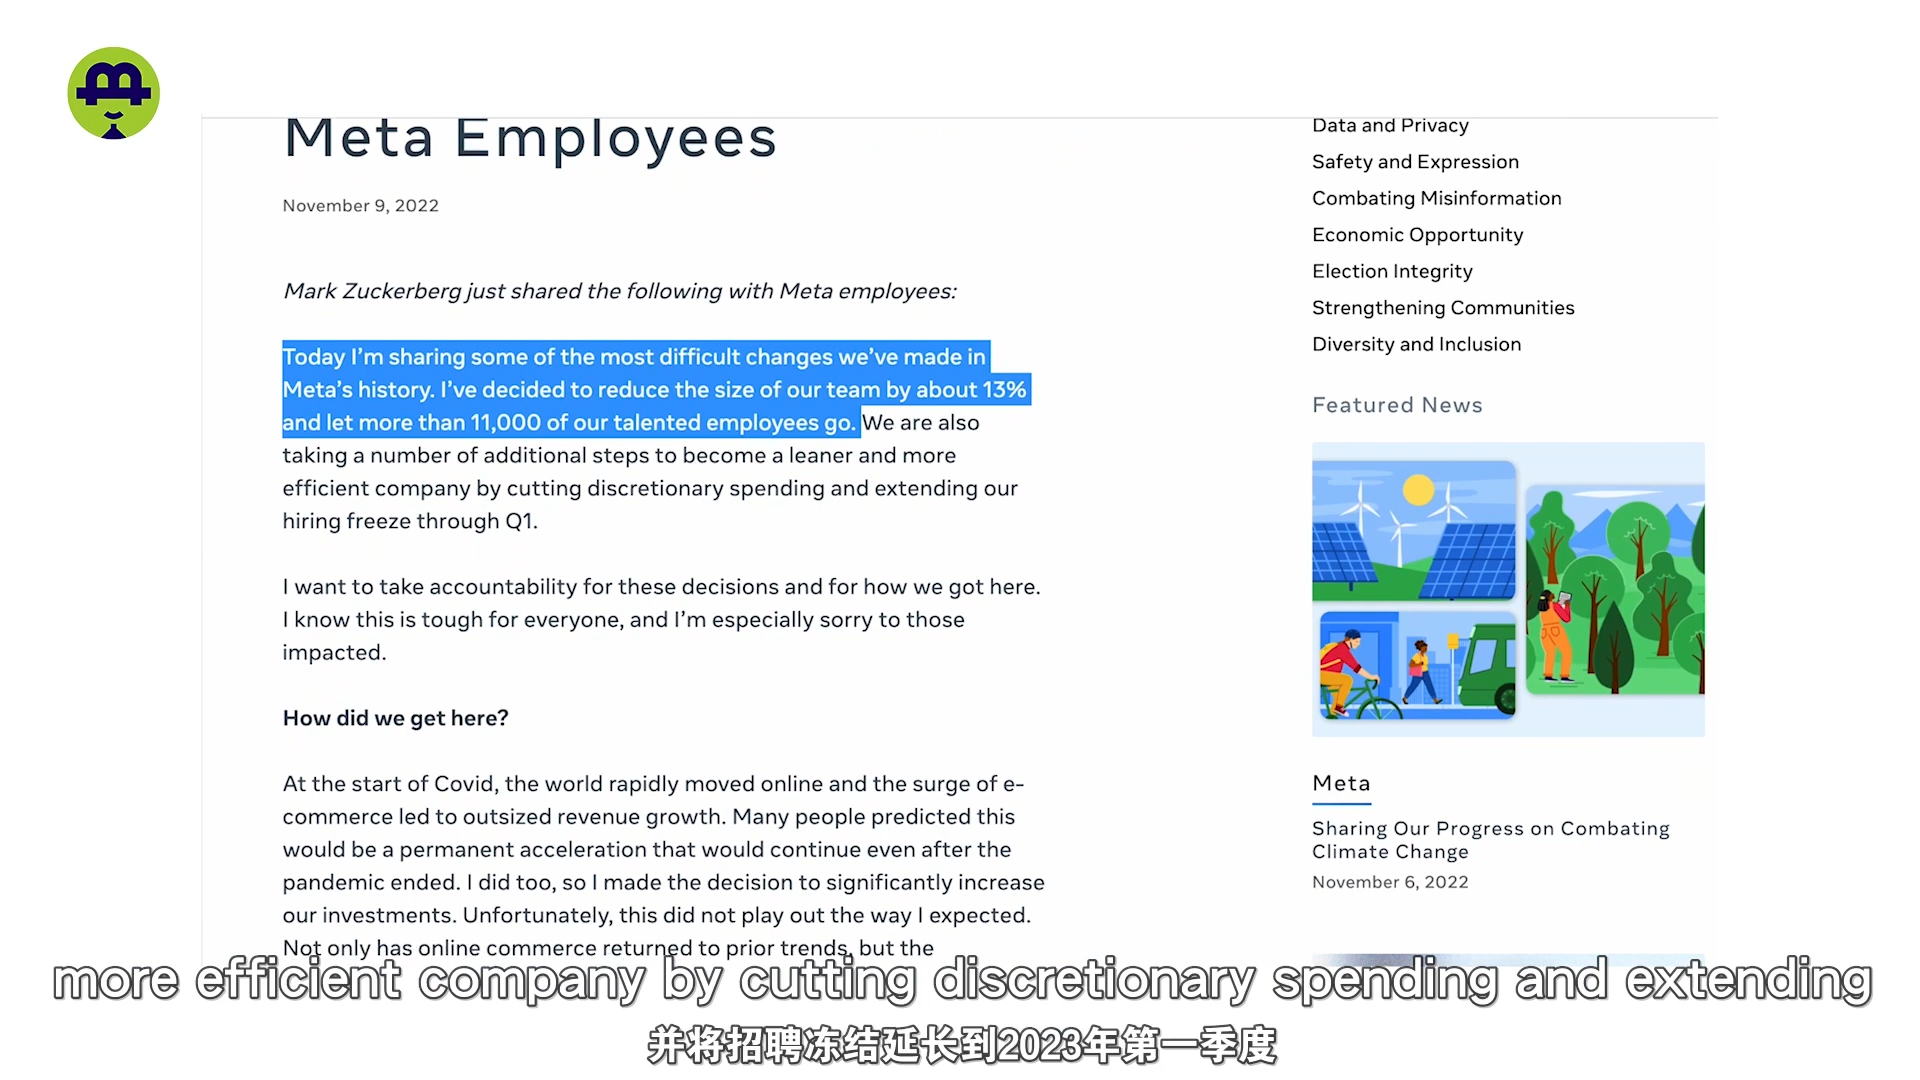 Meta Employees
November 9, 2022
Mark Zuckerberg just shared the following with Meta employees:
Today I’m sharing some of the most difficult changes we’ve made in
Meta’s history. I’ve decided to reduce the size of our team by about 13%
and let more than 11,000 of our talented employees go. We are also
taking a number of additional steps to become a leaner and more
efficient company by cutting discretionary spending and extending our
hiring freeze through Q1.
I want to take accountability for these decisions and for how we got here.
I know this is tough for everyone, and I’m especially sorry to those
impacted.
How did we get here?
At the start of Covid, the world rapidly moved online and the surge of e-
commerce led to outsized revenue growth. Many people predicted this
would be a permanent acceleration that would continue even after the
pandemic ended. I did too, so I made the decision to significantly increase
our investments. Unfortunately, this did not play out the way I expected.
Not only has online commerce returned to prior trends, but the
Data and Privacy
Safety and Expression
Combating Misinformation
Economic Opportunity
Election Integrity
Strengthening Communities
Diversity and Inclusion
Featured News
Meta
Sharing Our Progress on Combating
Climate Change
November 6, 2022
more efficient company by cutting discretionary spending and extending
并将招聘冻结延长到2023年第一季度